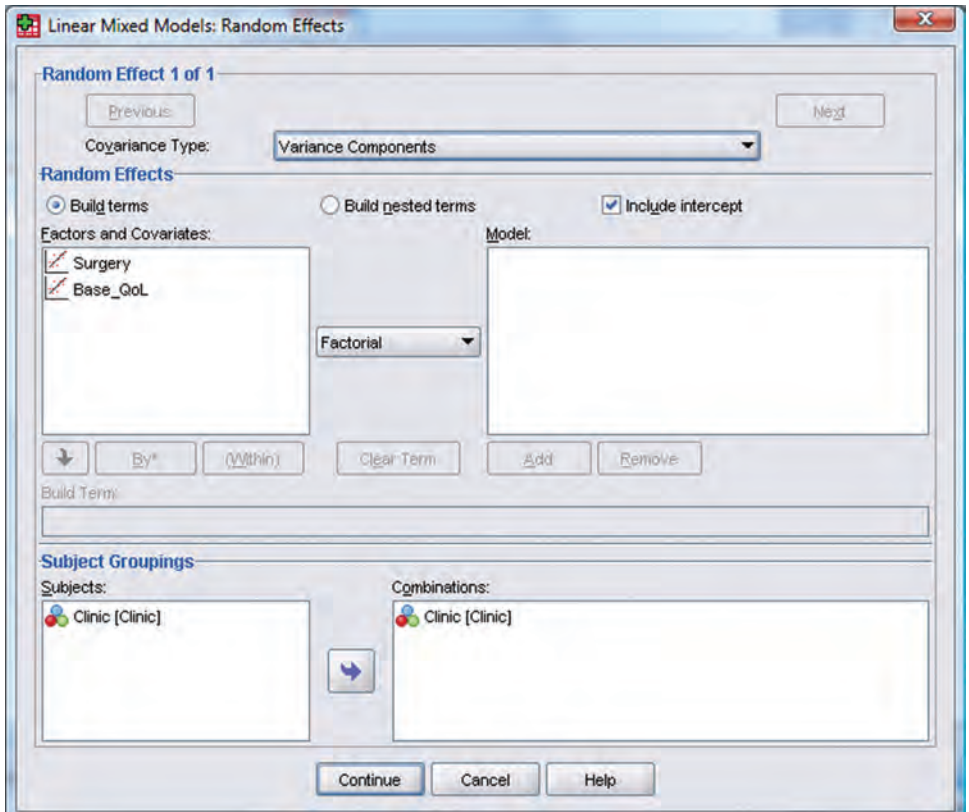 Linear Mixed Models: Random Effects
Random Effect 1 of 1
Previous
Next
Covariance Type:
Variance Components
Random Effects
Build terms
Build nested terms
Include intercept
Factors and Covariates:
Model:
Surgery
Base_QoL
Factorial
By*
(Within)
Clear Term
Add
Remove
Build Term:
Subject Groupings
Subjects:
Combinations:
Clinic [Clinic]
Clinic [Clinic]
Continue
Cancel
Help